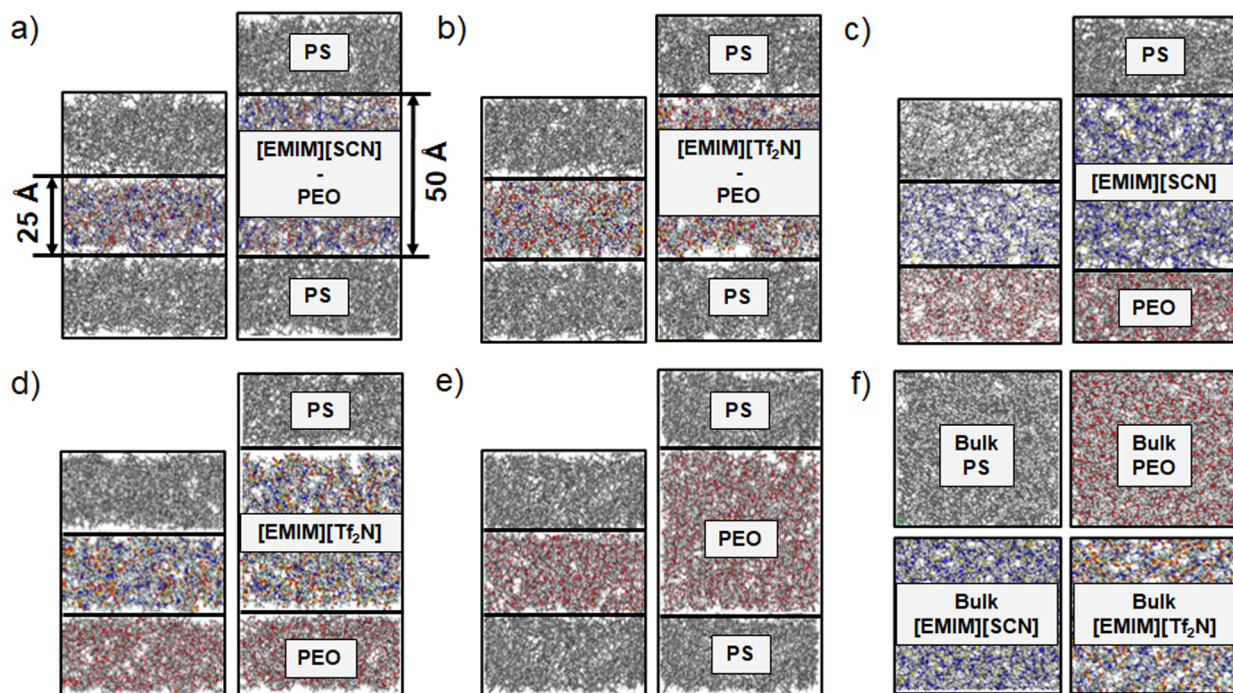 a)
PS
25 Å
[EMIM][SCN]
-
PEO
50 Å
PS
b)
PS
[EMIM][Tf₂N]
-
PEO
PS
c)
PS
[EMIM][SCN]
PEO
d)
PS
[EMIM][Tf₂N]
PEO
e)
PS
PEO
PS
f)
Bulk
PS
Bulk
PEO
Bulk
[EMIM][SCN]
Bulk
[EMIM][Tf₂N]